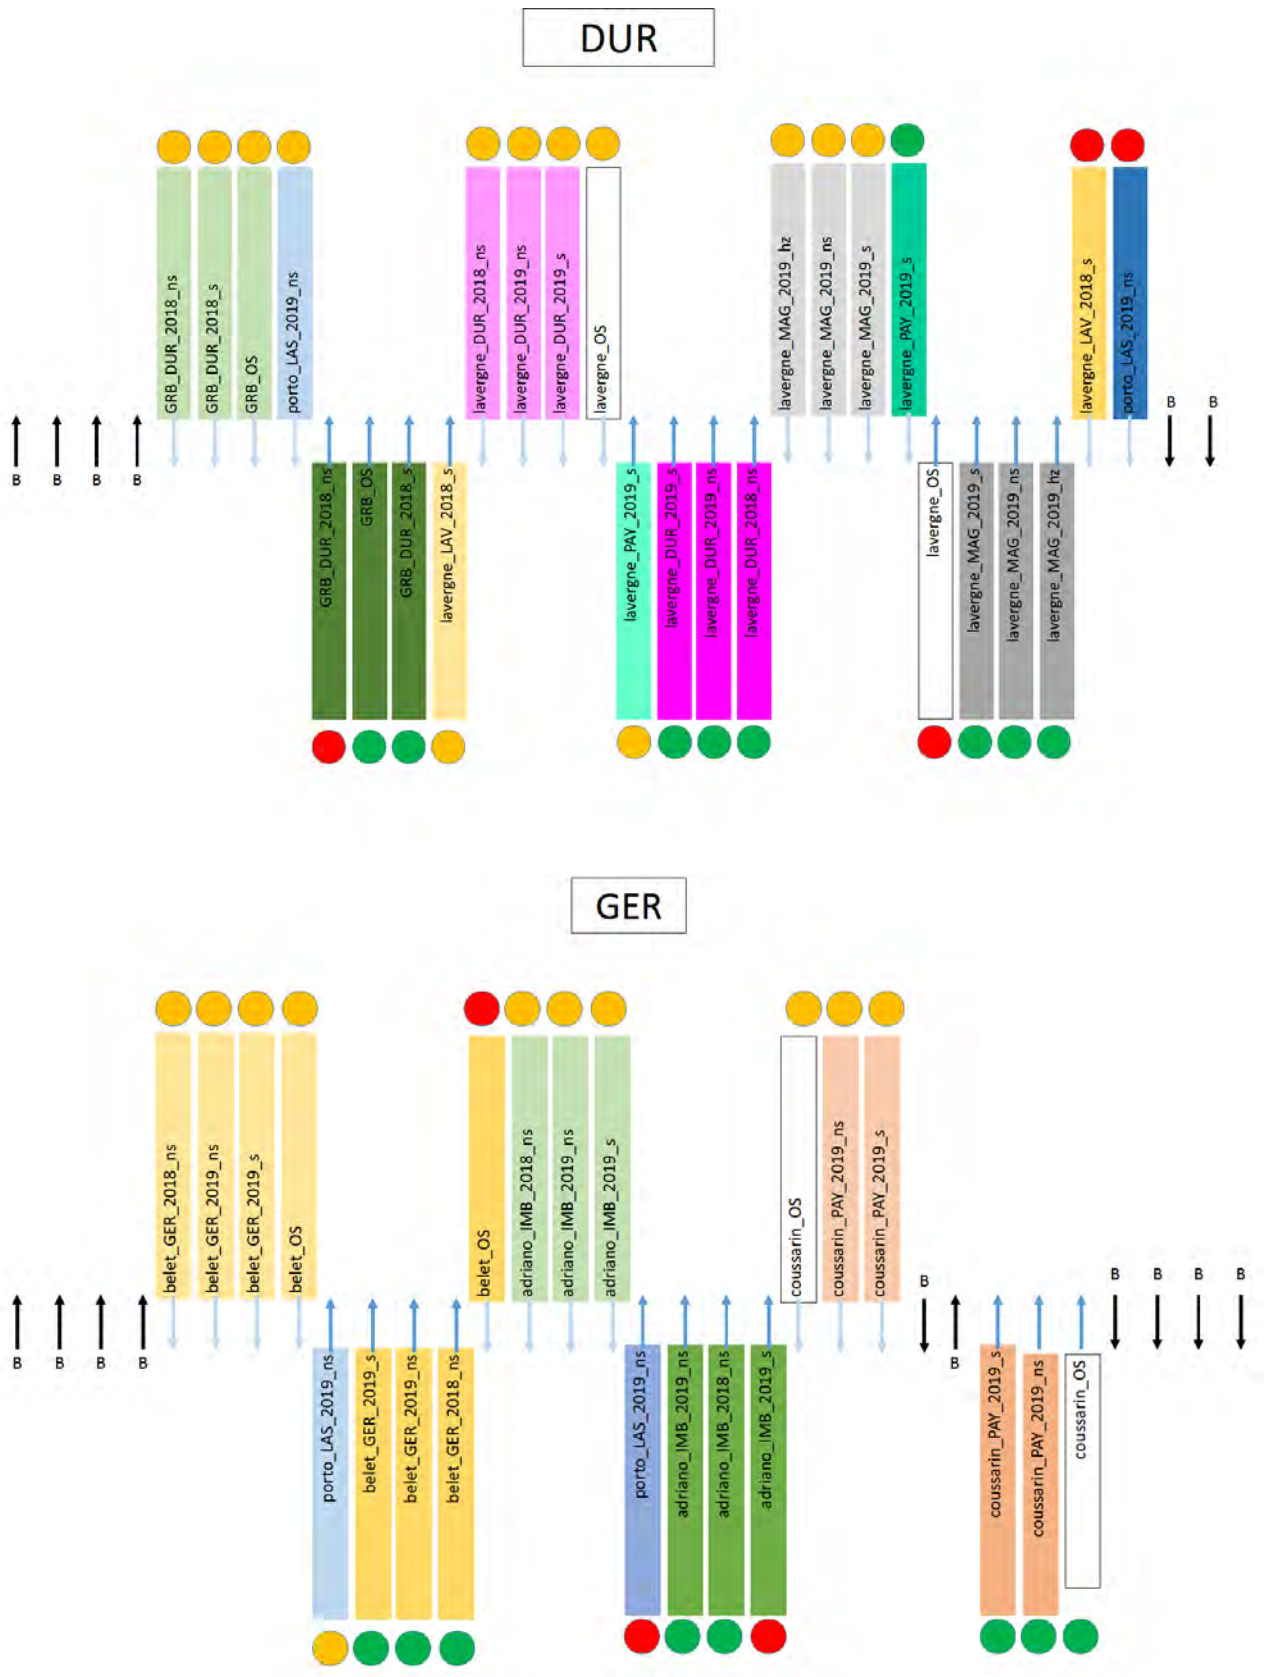 DUR
GRB_DUR_2018_ns
GRB_DUR_2018_s
GRB_OS
porto_LAS_2019_ns
lavergne_DUR_2018_ns
lavergne_DUR_2019_ns
lavergne_DUR_2019_s
lavergne_OS
lavergne_MAG_2019_hz
lavergne_MAG_2019_ns
lavergne_MAG_2019_s
lavergne_PAY_2019_s
lavergne_LAV_2018_s
porto_LAS_2019_ns
B
B
B
B
B
B
GRB_DUR_2018_ns
GRB_OS
GRB_DUR_2018_s
lavergne_LAV_2018_s
lavergne_PAY_2019_s
lavergne_DUR_2019_s
lavergne_DUR_2019_ns
lavergne_DUR_2018_ns
lavergne_OS
lavergne_MAG_2019_s
lavergne_MAG_2019_ns
lavergne_MAG_2019_hz
GER
belet_GER_2018_ns
belet_GER_2019_ns
belet_GER_2019_s
belet_OS
belet_OS
adriano_IMB_2018_ns
adriano_IMB_2019_ns
adriano_IMB_2019_s
coussarin_OS
coussarin_PAY_2019_ns
coussarin_PAY_2019_s
B
B
B
B
B
B
B
B
B
B
porto_LAS_2019_ns
belet_GER_2019_s
belet_GER_2019_ns
belet_GER_2018_ns
porto_LAS_2019_ns
adriano_IMB_2019_ns
adriano_IMB_2018_ns
adriano_IMB_2019_s
coussarin_PAY_2019_s
coussarin_PAY_2019_ns
coussarin_OS